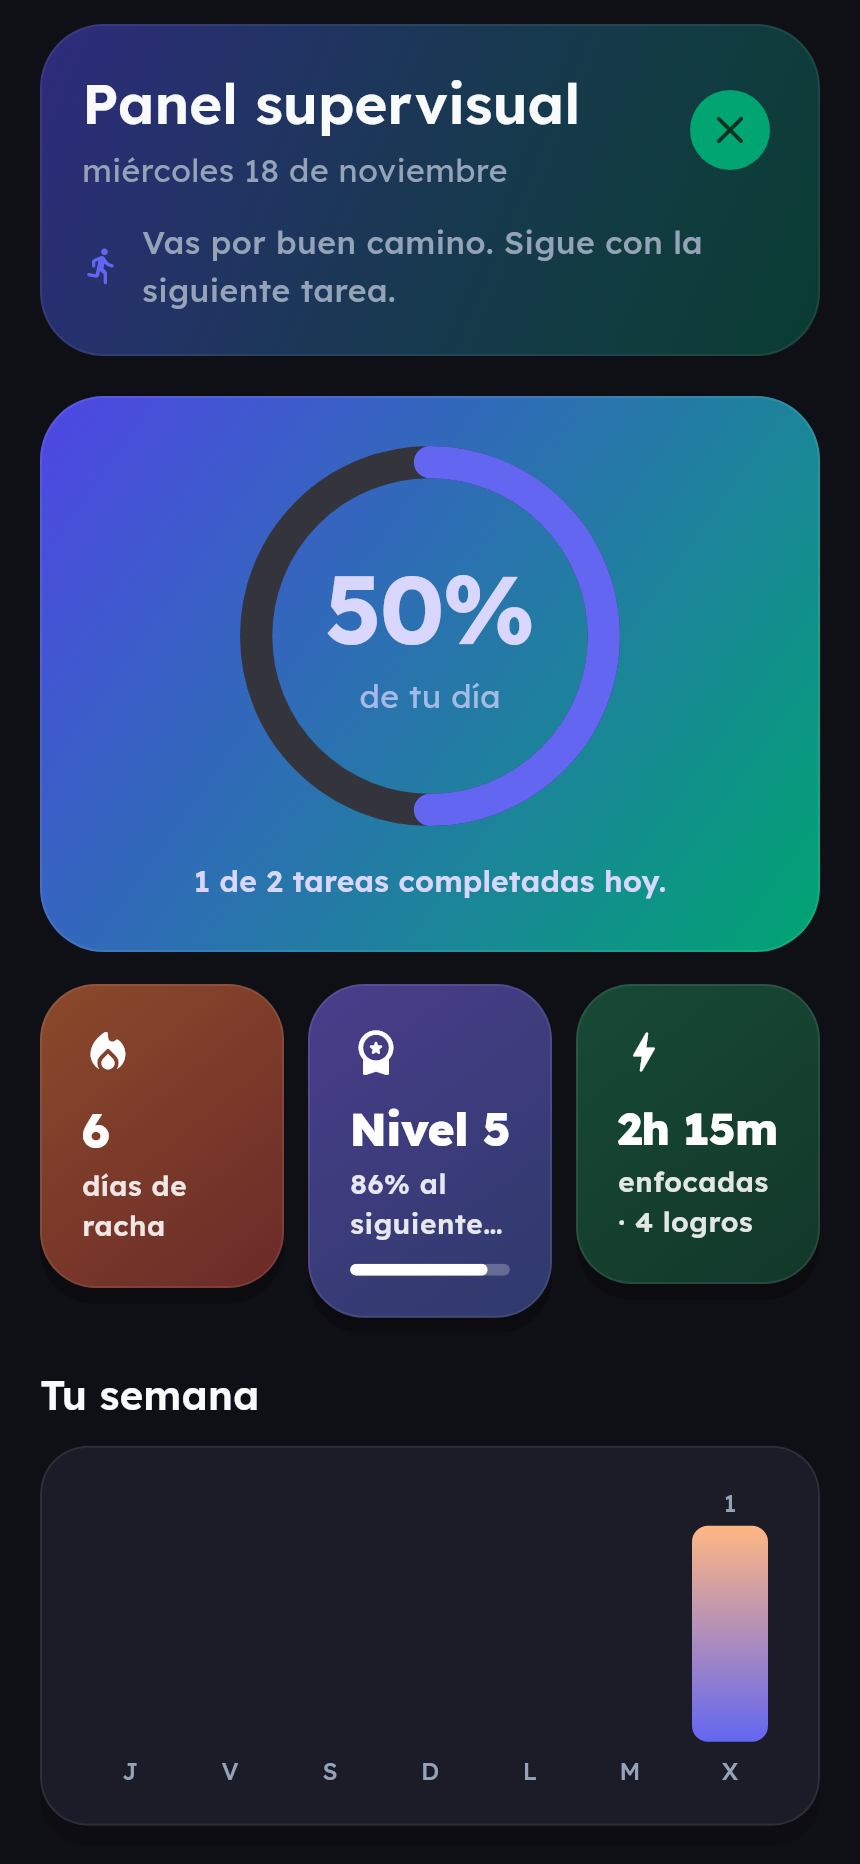 Panel supervisual
miércoles 18 de noviembre
Vas por buen camino. Sigue con la
siguiente tarea.
50%
de tu día
1 de 2 tareas completadas hoy.
6
días de
racha
Nivel 5
86% al
siguiente...
2h 15m
enfocadas
· 4 logros
Tu semana
1
J V S D L M X